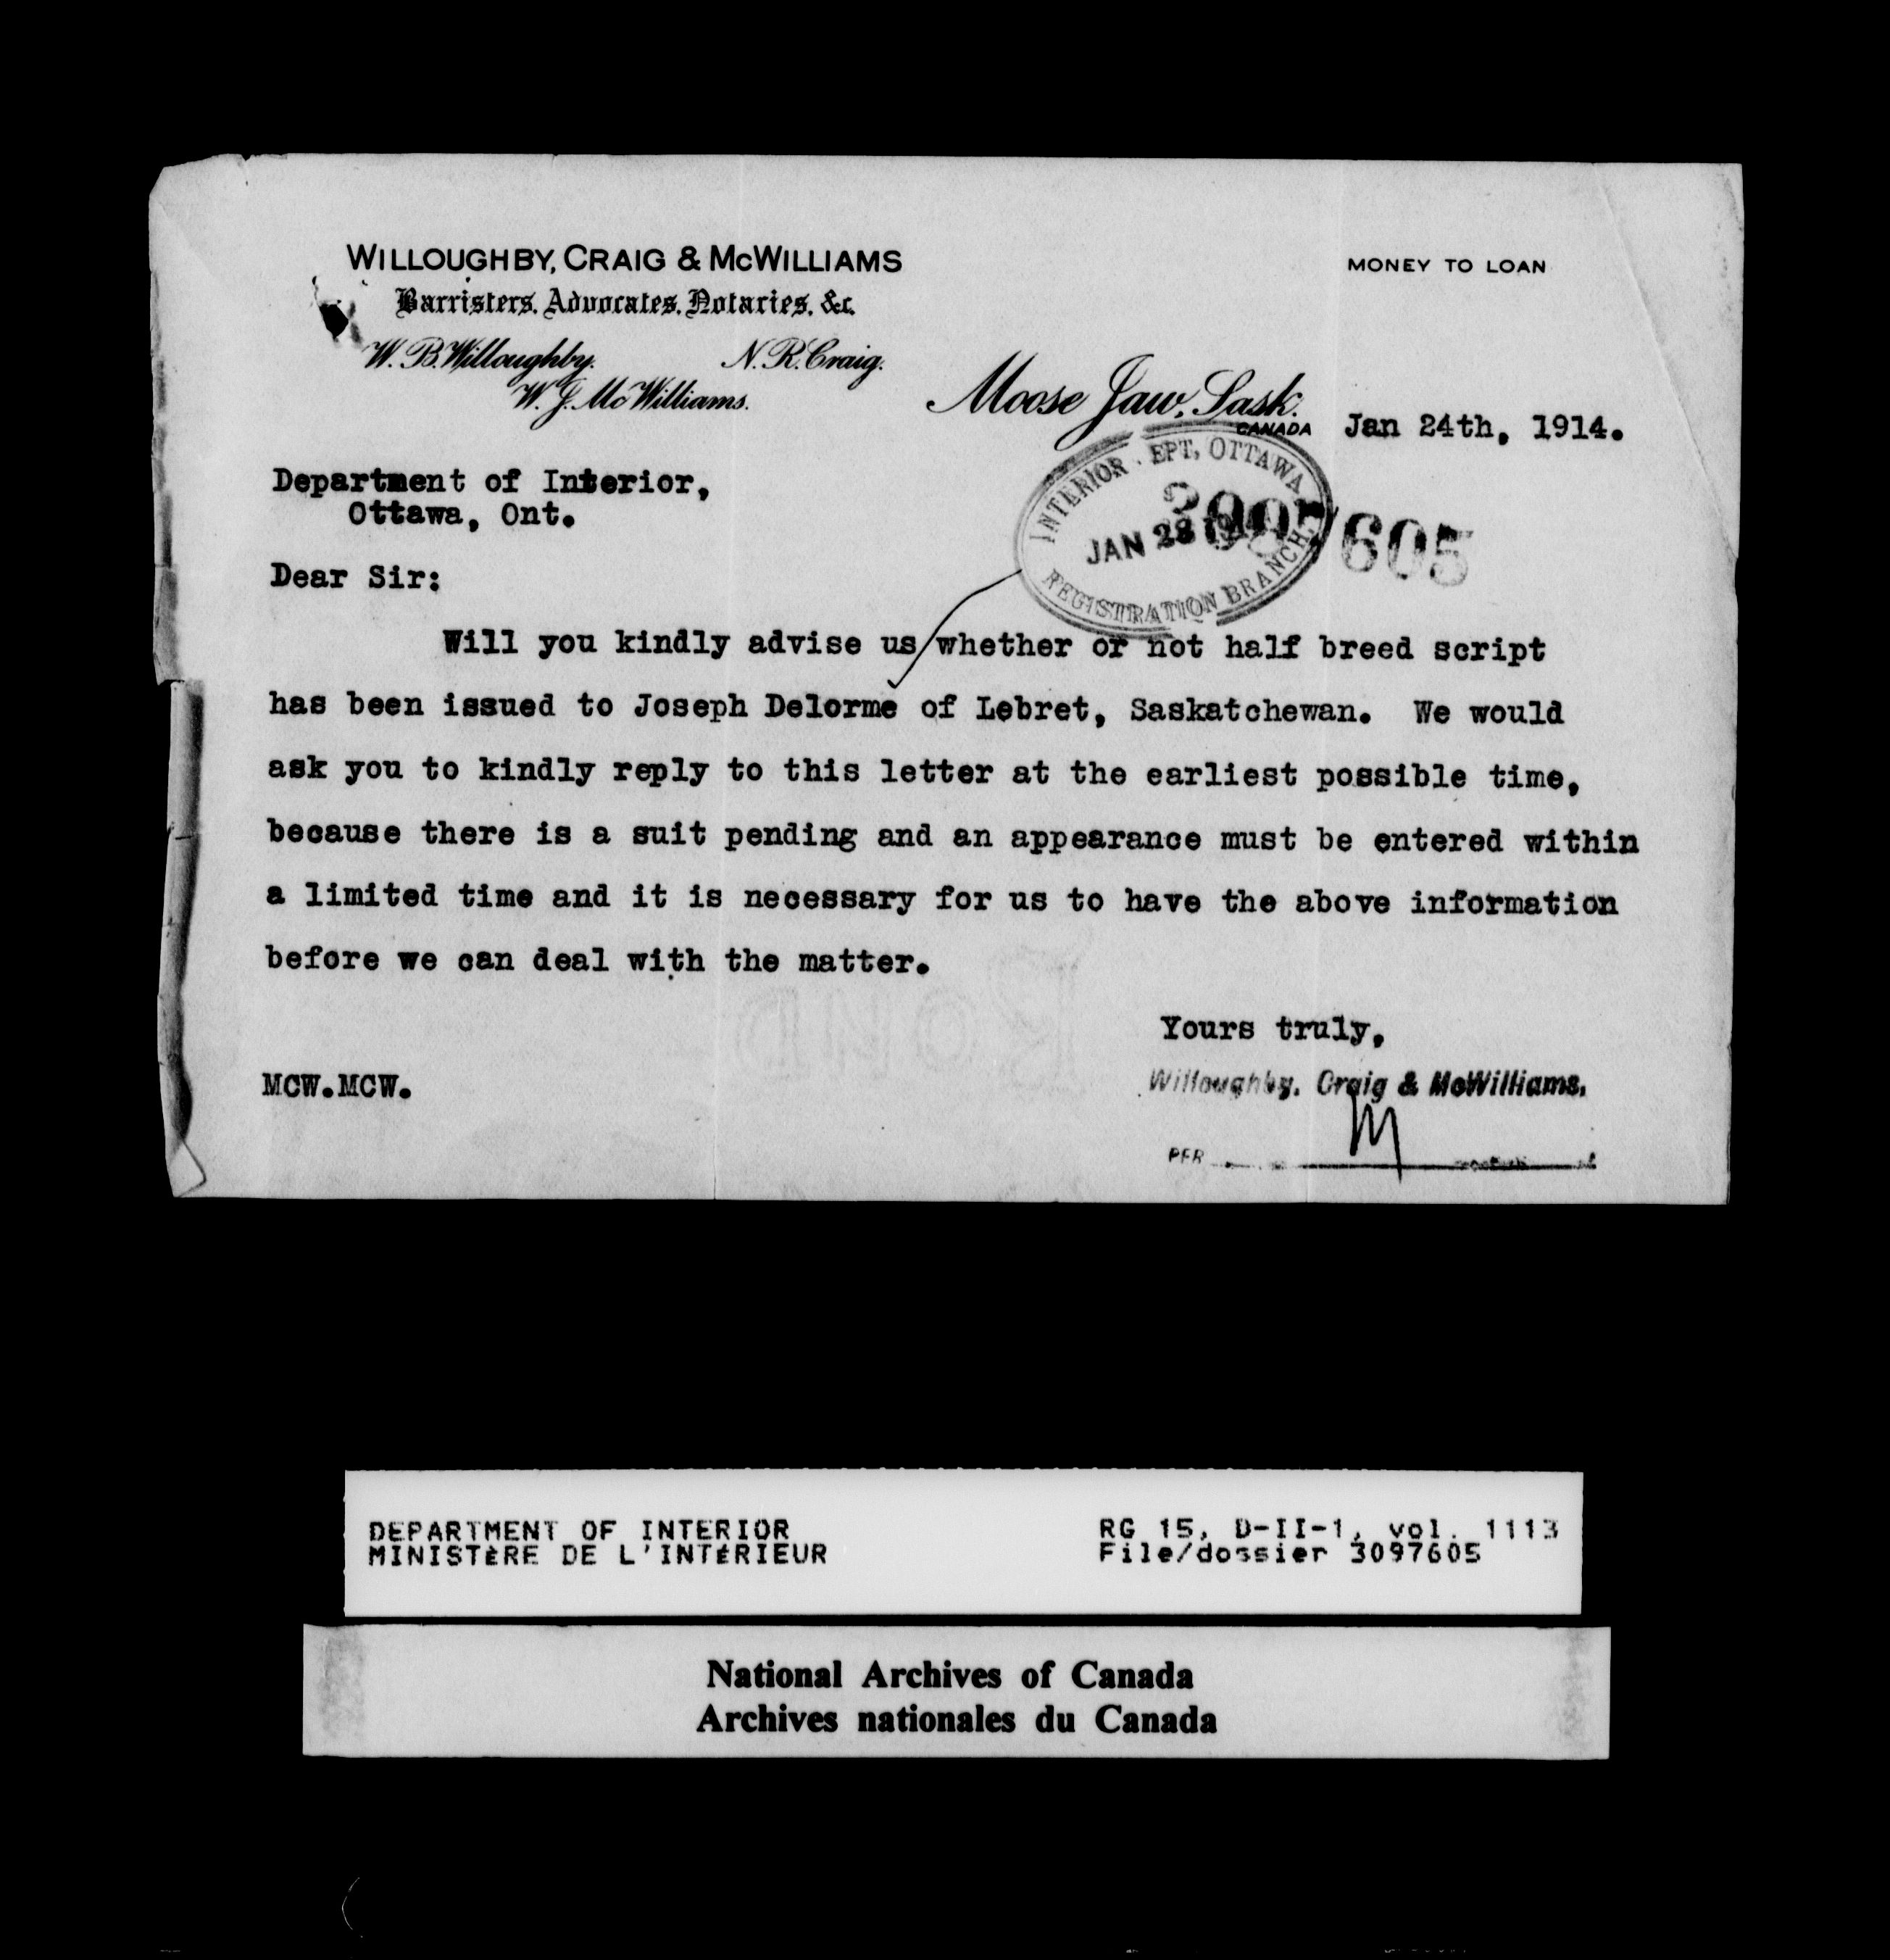 WILLOUGHBY, CRAIG & McWILLIAMS
MONEY TO LOAN
Barristers, Advocates, Notaries, &c.
W. B. Willoughby. N. R. Craig.
W. J. McWilliams.
Moose Jaw, Sask.
CANADA
Jan 24th, 1914.
INTERIOR EPT, OTTAWA
JAN 28
REGISTRATION BRANCH
3097605
Department of Interior,
Ottawa, Ont.
Dear Sir:
Will you kindly advise us whether or not half breed script
has been issued to Joseph Delorme of Lebret, Saskatchewan. We would
ask you to kindly reply to this letter at the earliest possible time,
because there is a suit pending and an appearance must be entered within
a limited time and it is necessary for us to have the above information
before we can deal with the matter.
Yours truly,
MCW.MCW.
Willoughby, Craig & McWilliams.
PER M
DEPARTMENT OF INTERIOR
MINISTÈRE DE L'INTÉRIEUR
RG 15, D-II-1, vol. 1113
File/dossier 3097605
National Archives of Canada
Archives nationales du Canada